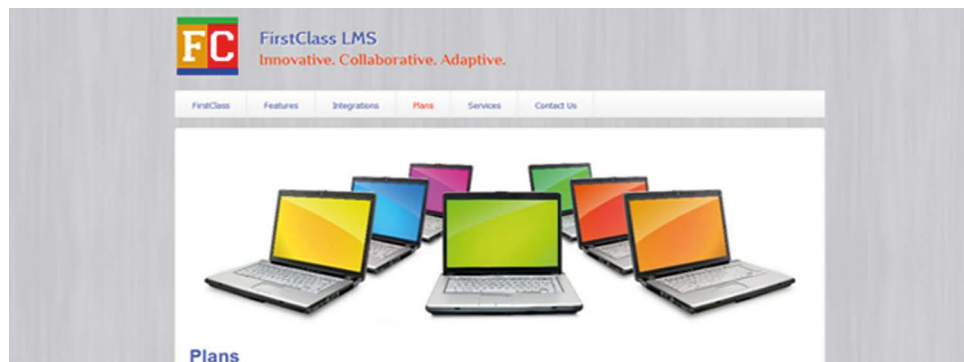 FC
FirstClass LMS
Innovative. Collaborative. Adaptive.
FirstClass Features Integrations Plans Services Contact Us
Plans